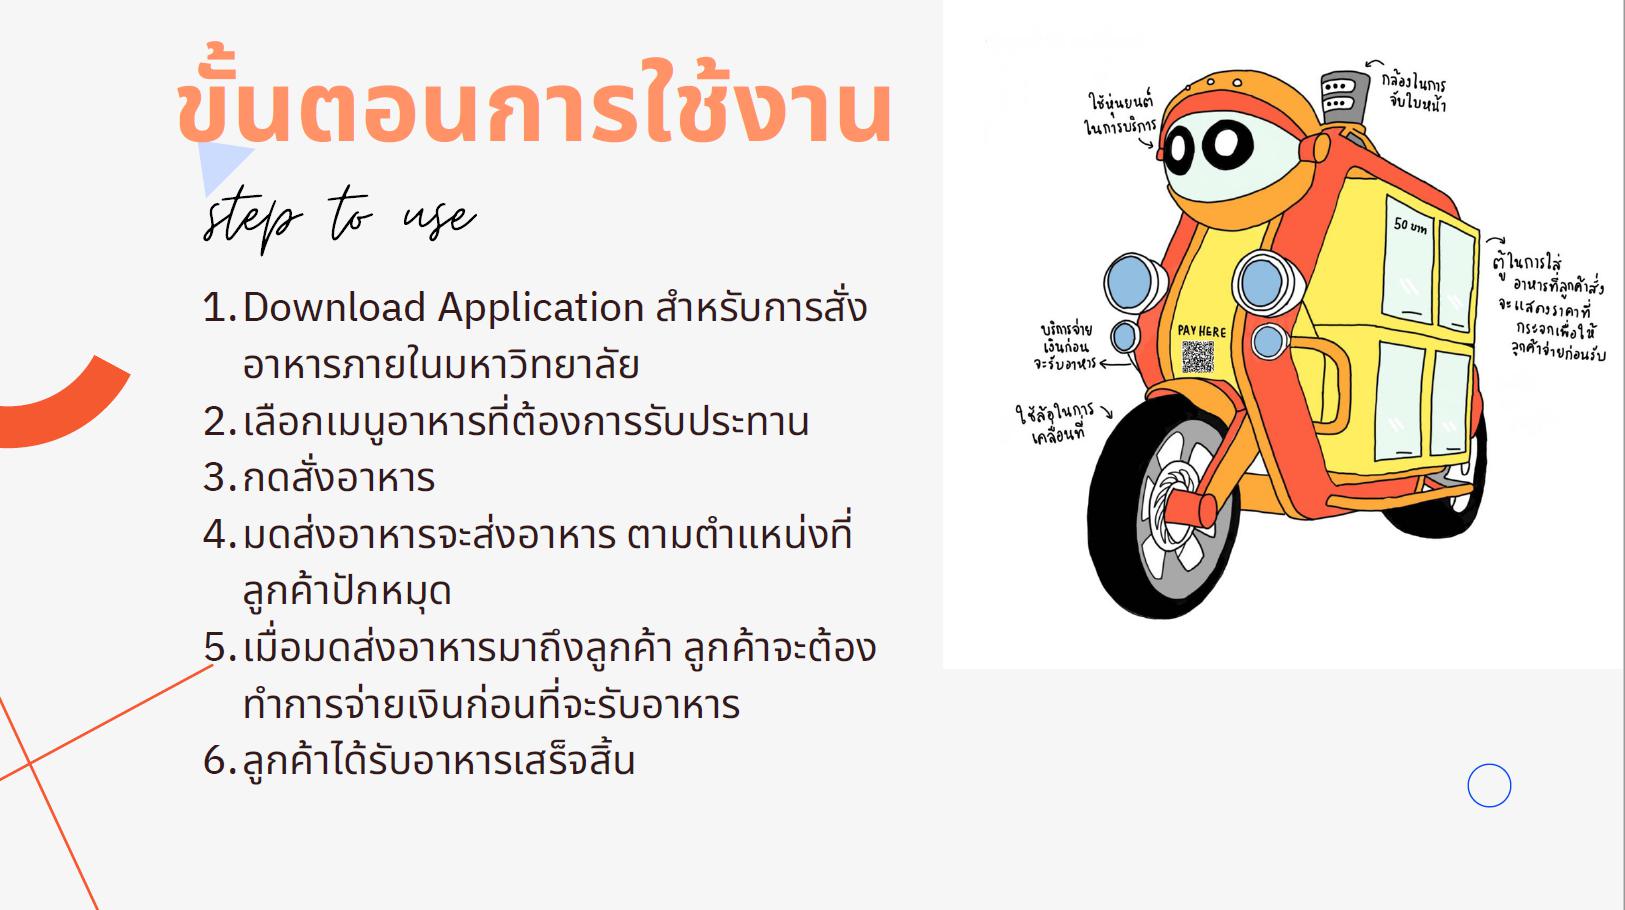 ขั้นตอนการใช้งาน
step to use
1. Download Application สำหรับการสั่ง
อาหารภายในมหาวิทยาลัย
2. เลือกเมนูอาหารที่ต้องการรับประทาน
3. กดสั่งอาหาร
4. มดส่งอาหารจะส่งอาหาร ตามตำแหน่งที่
ลูกค้าปักหมุด
5. เมื่อมดส่งอาหารมาถึงลูกค้า ลูกค้าจะต้อง
ทำการจ่ายเงินก่อนที่จะรับอาหาร
6. ลูกค้าได้รับอาหารเสร็จสิ้น
ใช้หุ่นยนต์
ในการบริการ
กล้องในการ
จับใบหน้า
50 บาท
ตู้ในการใส่
อาหารที่ลูกค้าสั่ง
จะแสดงราคาที่
กระจกเพื่อให้
ลูกค้าจ่ายก่อนรับ
บริการจ่าย
เงินก่อน
จะรับอาหาร
PAY HERE
ใช้ล้อในการ
เคลื่อนที่